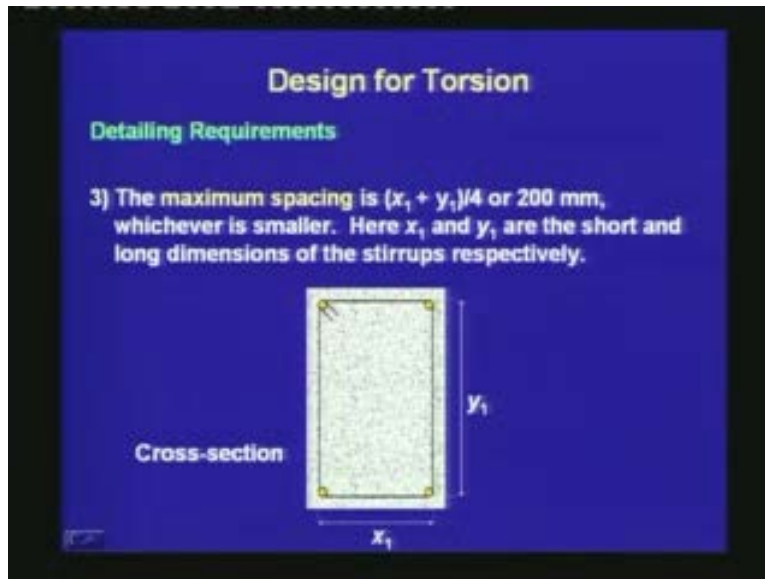 Design for Torsion
Detailing Requirements
3) The maximum spacing is (x₁ + y₁)/4 or 200 mm,
whichever is smaller. Here x₁ and y₁ are the short and
long dimensions of the stirrups respectively.
y₁
Cross-section
x₁